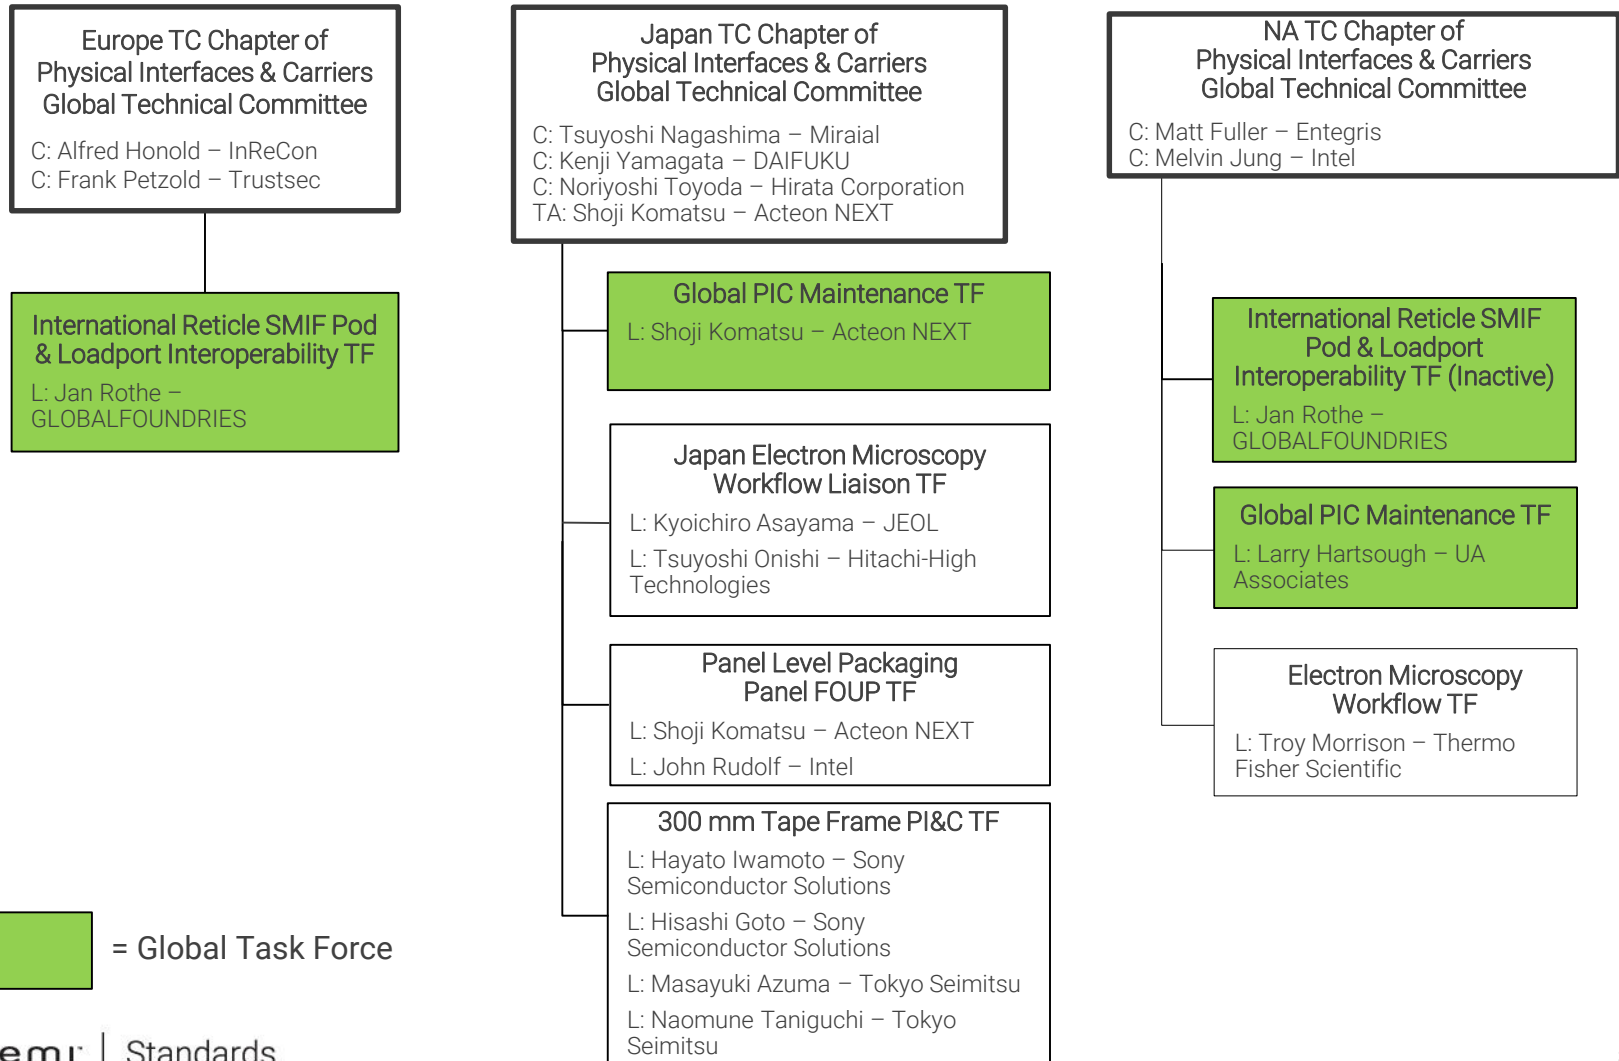 Europe TC Chapter of
Physical Interfaces & Carriers
Global Technical Committee
C: Alfred Honold – InReCon
C: Frank Petzold – Trustsec
International Reticle SMIF Pod
& Loadport Interoperability TF
L: Jan Rothe –
GLOBALFOUNDRIES
Japan TC Chapter of
Physical Interfaces & Carriers
Global Technical Committee
C: Tsuyoshi Nagashima – Miraial
C: Kenji Yamagata – DAIFUKU
C: Noriyoshi Toyoda – Hirata Corporation
TA: Shoji Komatsu – Acteon NEXT
Global PIC Maintenance TF
L: Shoji Komatsu – Acteon NEXT
Japan Electron Microscopy
Workflow Liaison TF
L: Kyoichiro Asayama – JEOL
L: Tsuyoshi Onishi – Hitachi-High
Technologies
Panel Level Packaging
Panel FOUP TF
L: Shoji Komatsu – Acteon NEXT
L: John Rudolf – Intel
300 mm Tape Frame PI&C TF
L: Hayato Iwamoto – Sony
Semiconductor Solutions
L: Hisashi Goto – Sony
Semiconductor Solutions
L: Masayuki Azuma – Tokyo Seimitsu
L: Naomune Taniguchi – Tokyo
Seimitsu
NA TC Chapter of
Physical Interfaces & Carriers
Global Technical Committee
C: Matt Fuller – Entegris
C: Melvin Jung – Intel
International Reticle SMIF
Pod & Loadport
Interoperability TF (Inactive)
L: Jan Rothe –
GLOBALFOUNDRIES
Global PIC Maintenance TF
L: Larry Hartsough – UA
Associates
Electron Microscopy
Workflow TF
L: Troy Morrison – Thermo
Fisher Scientific
= Global Task Force
Standards